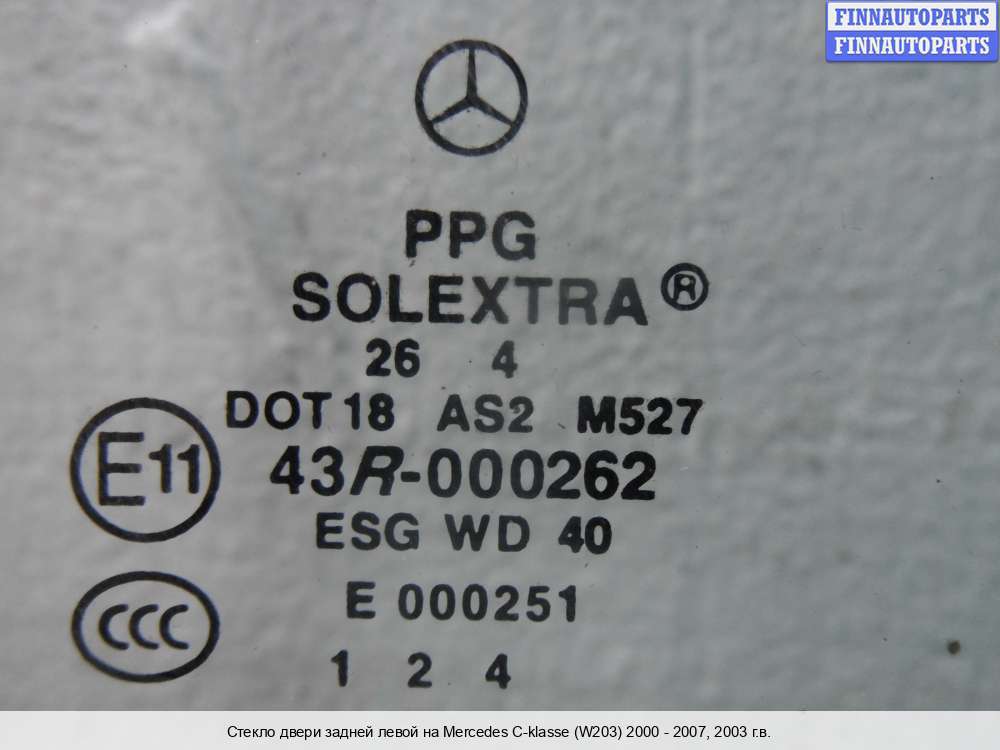 FINNAUTOPARTS
FINNAUTOPARTS
PPG
SOLEXTRA®
26 4
DOT 18 AS2 M527
E11
43R-000262
ESG WD 40
E 000251
CCC
1 2 4
Стекло двери задней левой на Mercedes C-klasse (W203) 2000 - 2007, 2003 г.в.